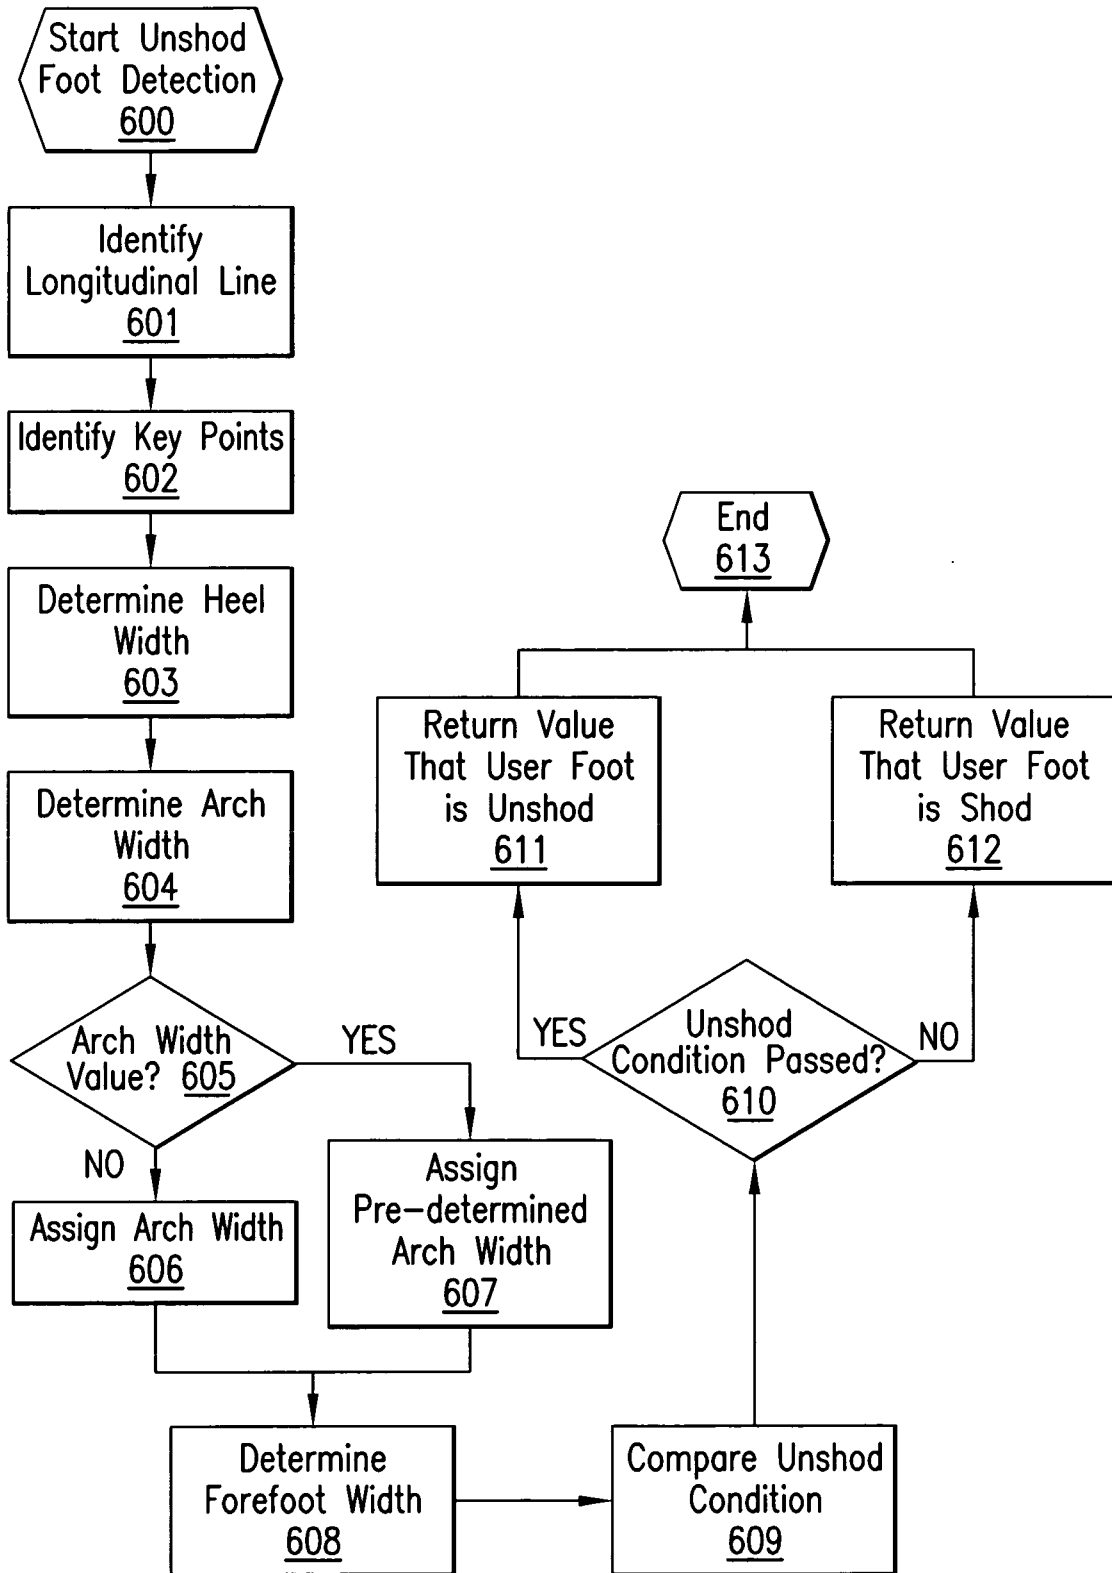 Start Unshod
Foot Detection
600
Identify
Longitudinal Line
601
Identify Key Points
602
Determine Heel
Width
603
Determine Arch
Width
604
Arch Width
Value? 605
YES
NO
Assign Arch Width
606
Assign
Pre-determined
Arch Width
607
Determine
Forefoot Width
608
Compare Unshod
Condition
609
Unshod
Condition Passed?
610
YES
NO
Return Value
That User Foot
is Unshod
611
Return Value
That User Foot
is Shod
612
End
613